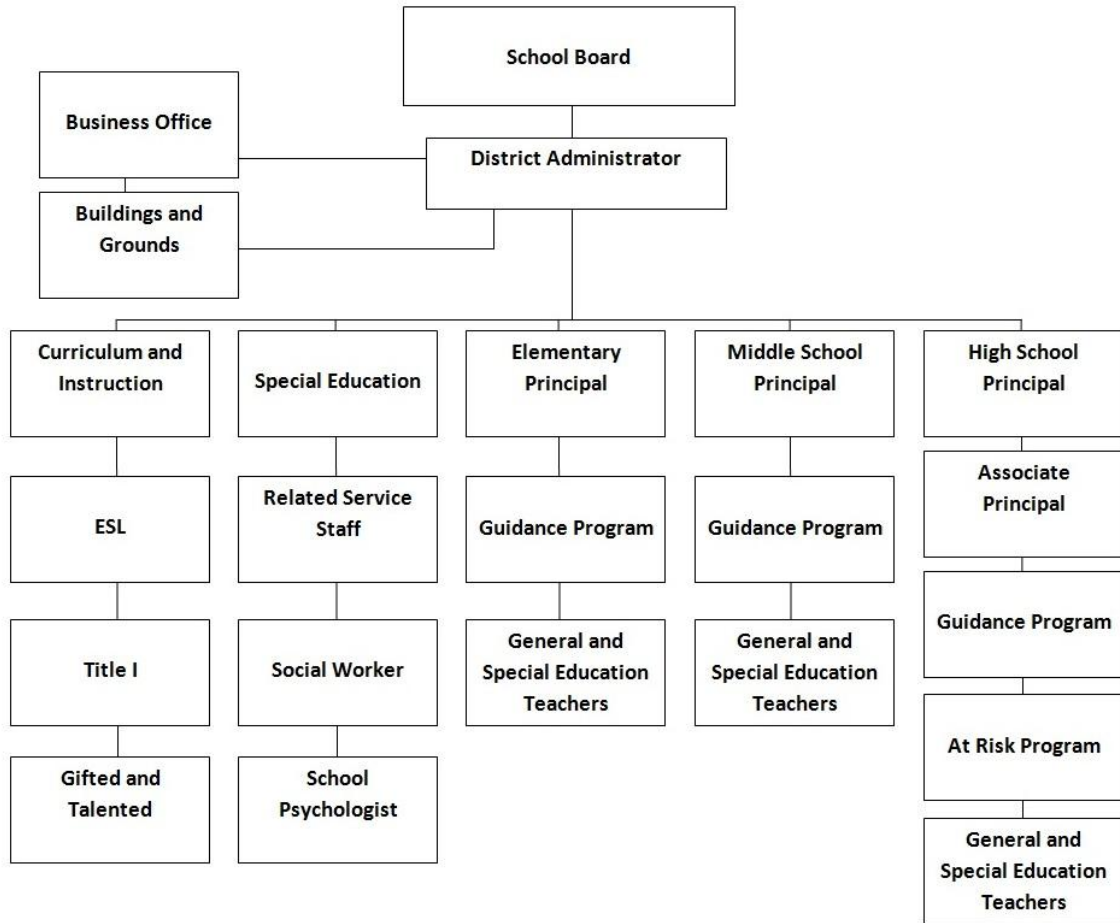 School Board
Business Office
District Administrator
Buildings and
Grounds
Curriculum and
Instruction
Special Education
Elementary
Principal
Middle School
Principal
High School
Principal
ESL
Related Service
Staff
Guidance Program
Guidance Program
Associate
Principal
Title I
Social Worker
General and
Special Education
Teachers
General and
Special Education
Teachers
Guidance Program
Gifted and
Talented
School
Psychologist
At Risk Program
General and
Special Education
Teachers